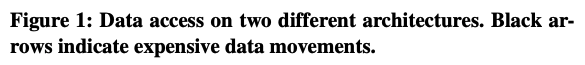 Figure 1: Data access on two different architectures. Black ar-
rows indicate expensive data movements.